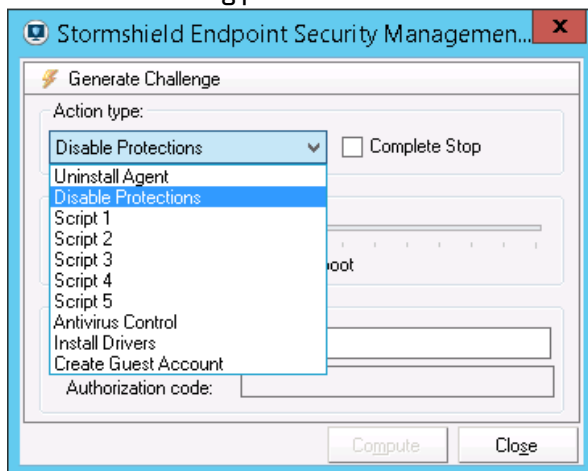 Stormshield Endpoint Security Managemen... x
Generate Challenge
Action type:
Disable Protections Complete Stop
Uninstall Agent
Disable Protections
Script 1
Script 2
Script 3
Script 4
Script 5
Antivirus Control
Install Drivers
Create Guest Account
Authorization code:
Compute Close